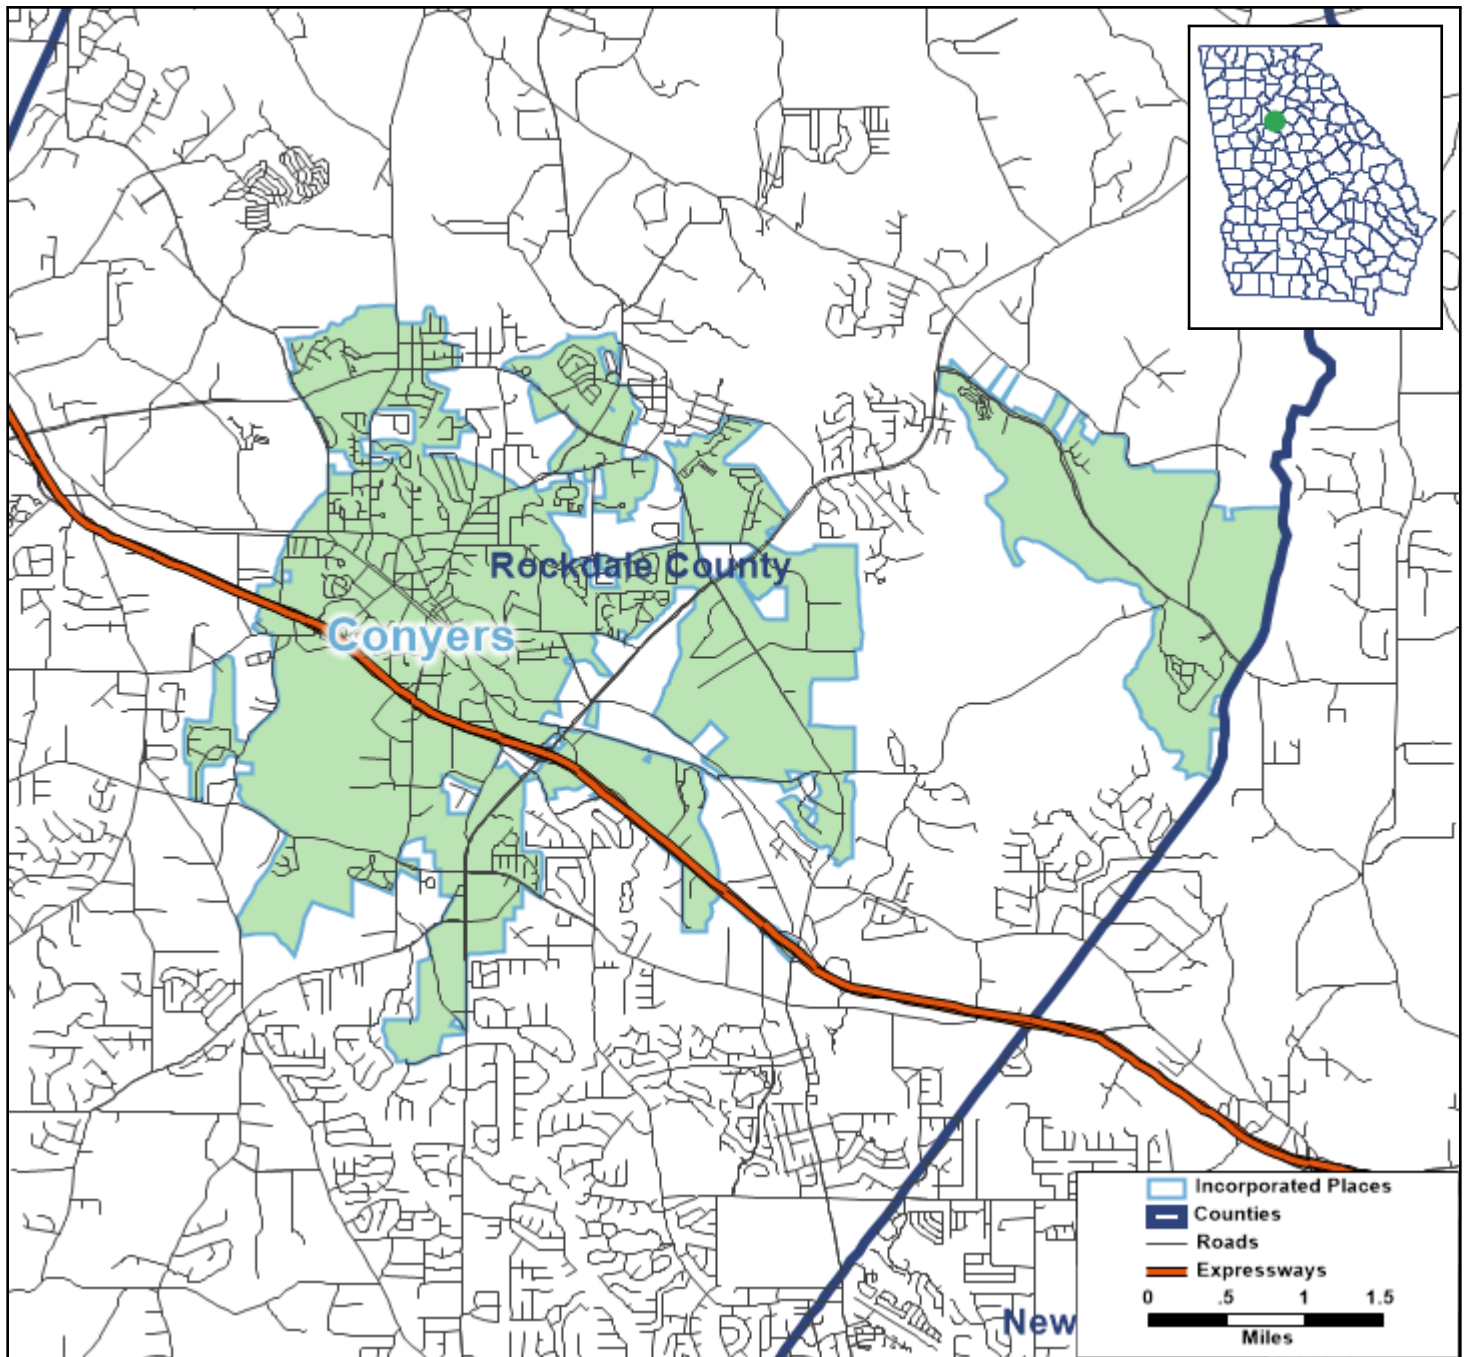 Rockdale County
Conyers
New
Incorporated Places
Counties
Roads
Expressways
0 .5 1 1.5
Miles